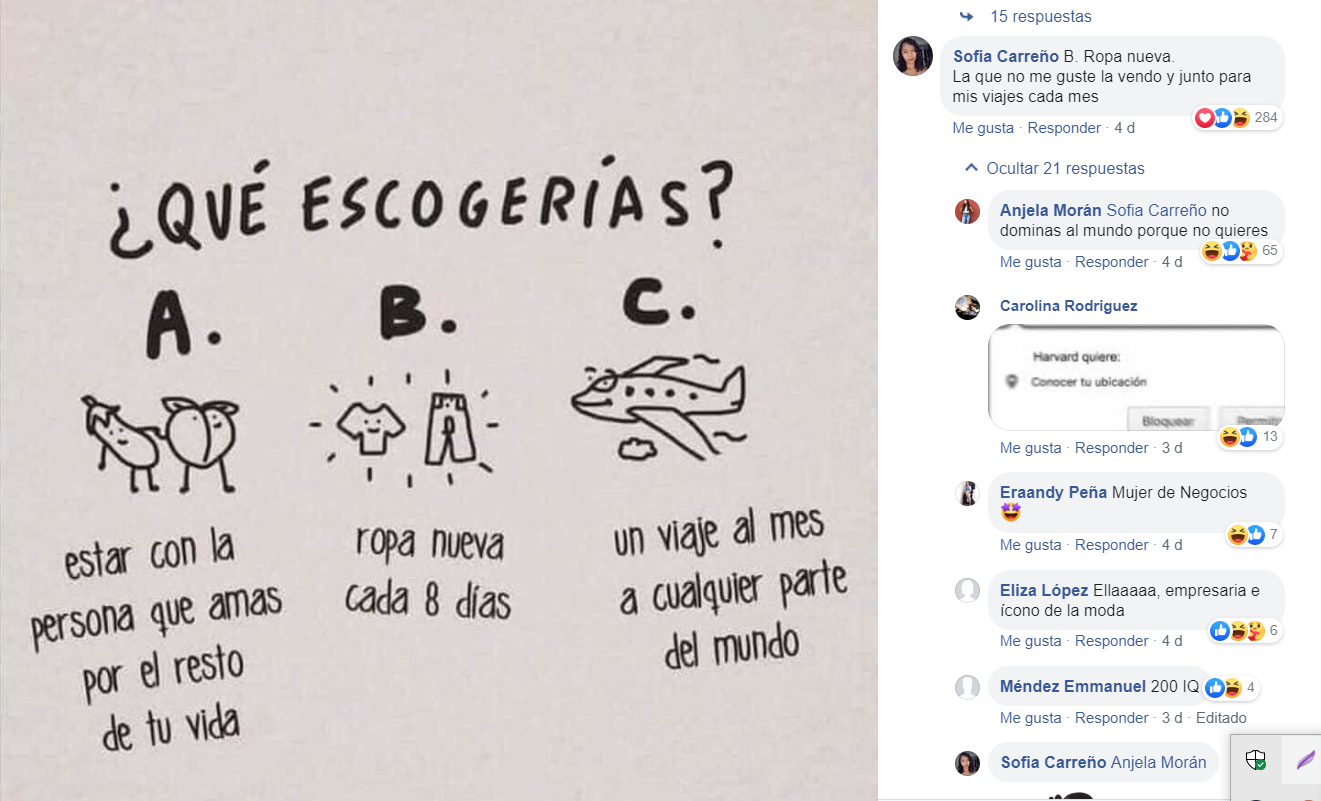 ¿QUÉ ESCOGERÍAS?
A.
estar con la
persona que amas
por el resto
de tu vida
B.
ropa nueva
cada 8 días
C.
un viaje al mes
a cualquier parte
del mundo
15 respuestas
Sofia Carreño B. Ropa nueva.
La que no me guste la vendo y junto para
mis viajes cada mes
284
Me gusta · Responder · 4 d
Ocultar 21 respuestas
Anjela Morán Sofia Carreño no
dominas al mundo porque no quieres
65
Me gusta · Responder · 4 d
Carolina Rodriguez
Harvard quiere:
Conocer tu ubicación
Bloquear Permitir
13
Me gusta · Responder · 3 d
Eraandy Peña Mujer de Negocios
🤩
7
Me gusta · Responder · 4 d
Eliza López Ellaaaaa, empresaria e
ícono de la moda
6
Me gusta · Responder · 4 d
Méndez Emmanuel 200 IQ
4
Me gusta · Responder · 3 d · Editado
Sofia Carreño Anjela Morán